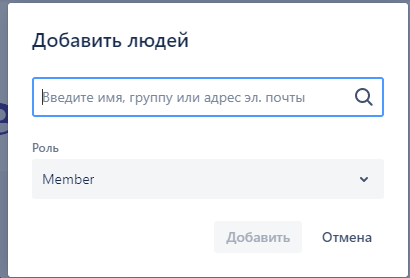 Добавить людей
Введите имя, группу или адрес эл. почты
Роль
Member
Добавить Отмена